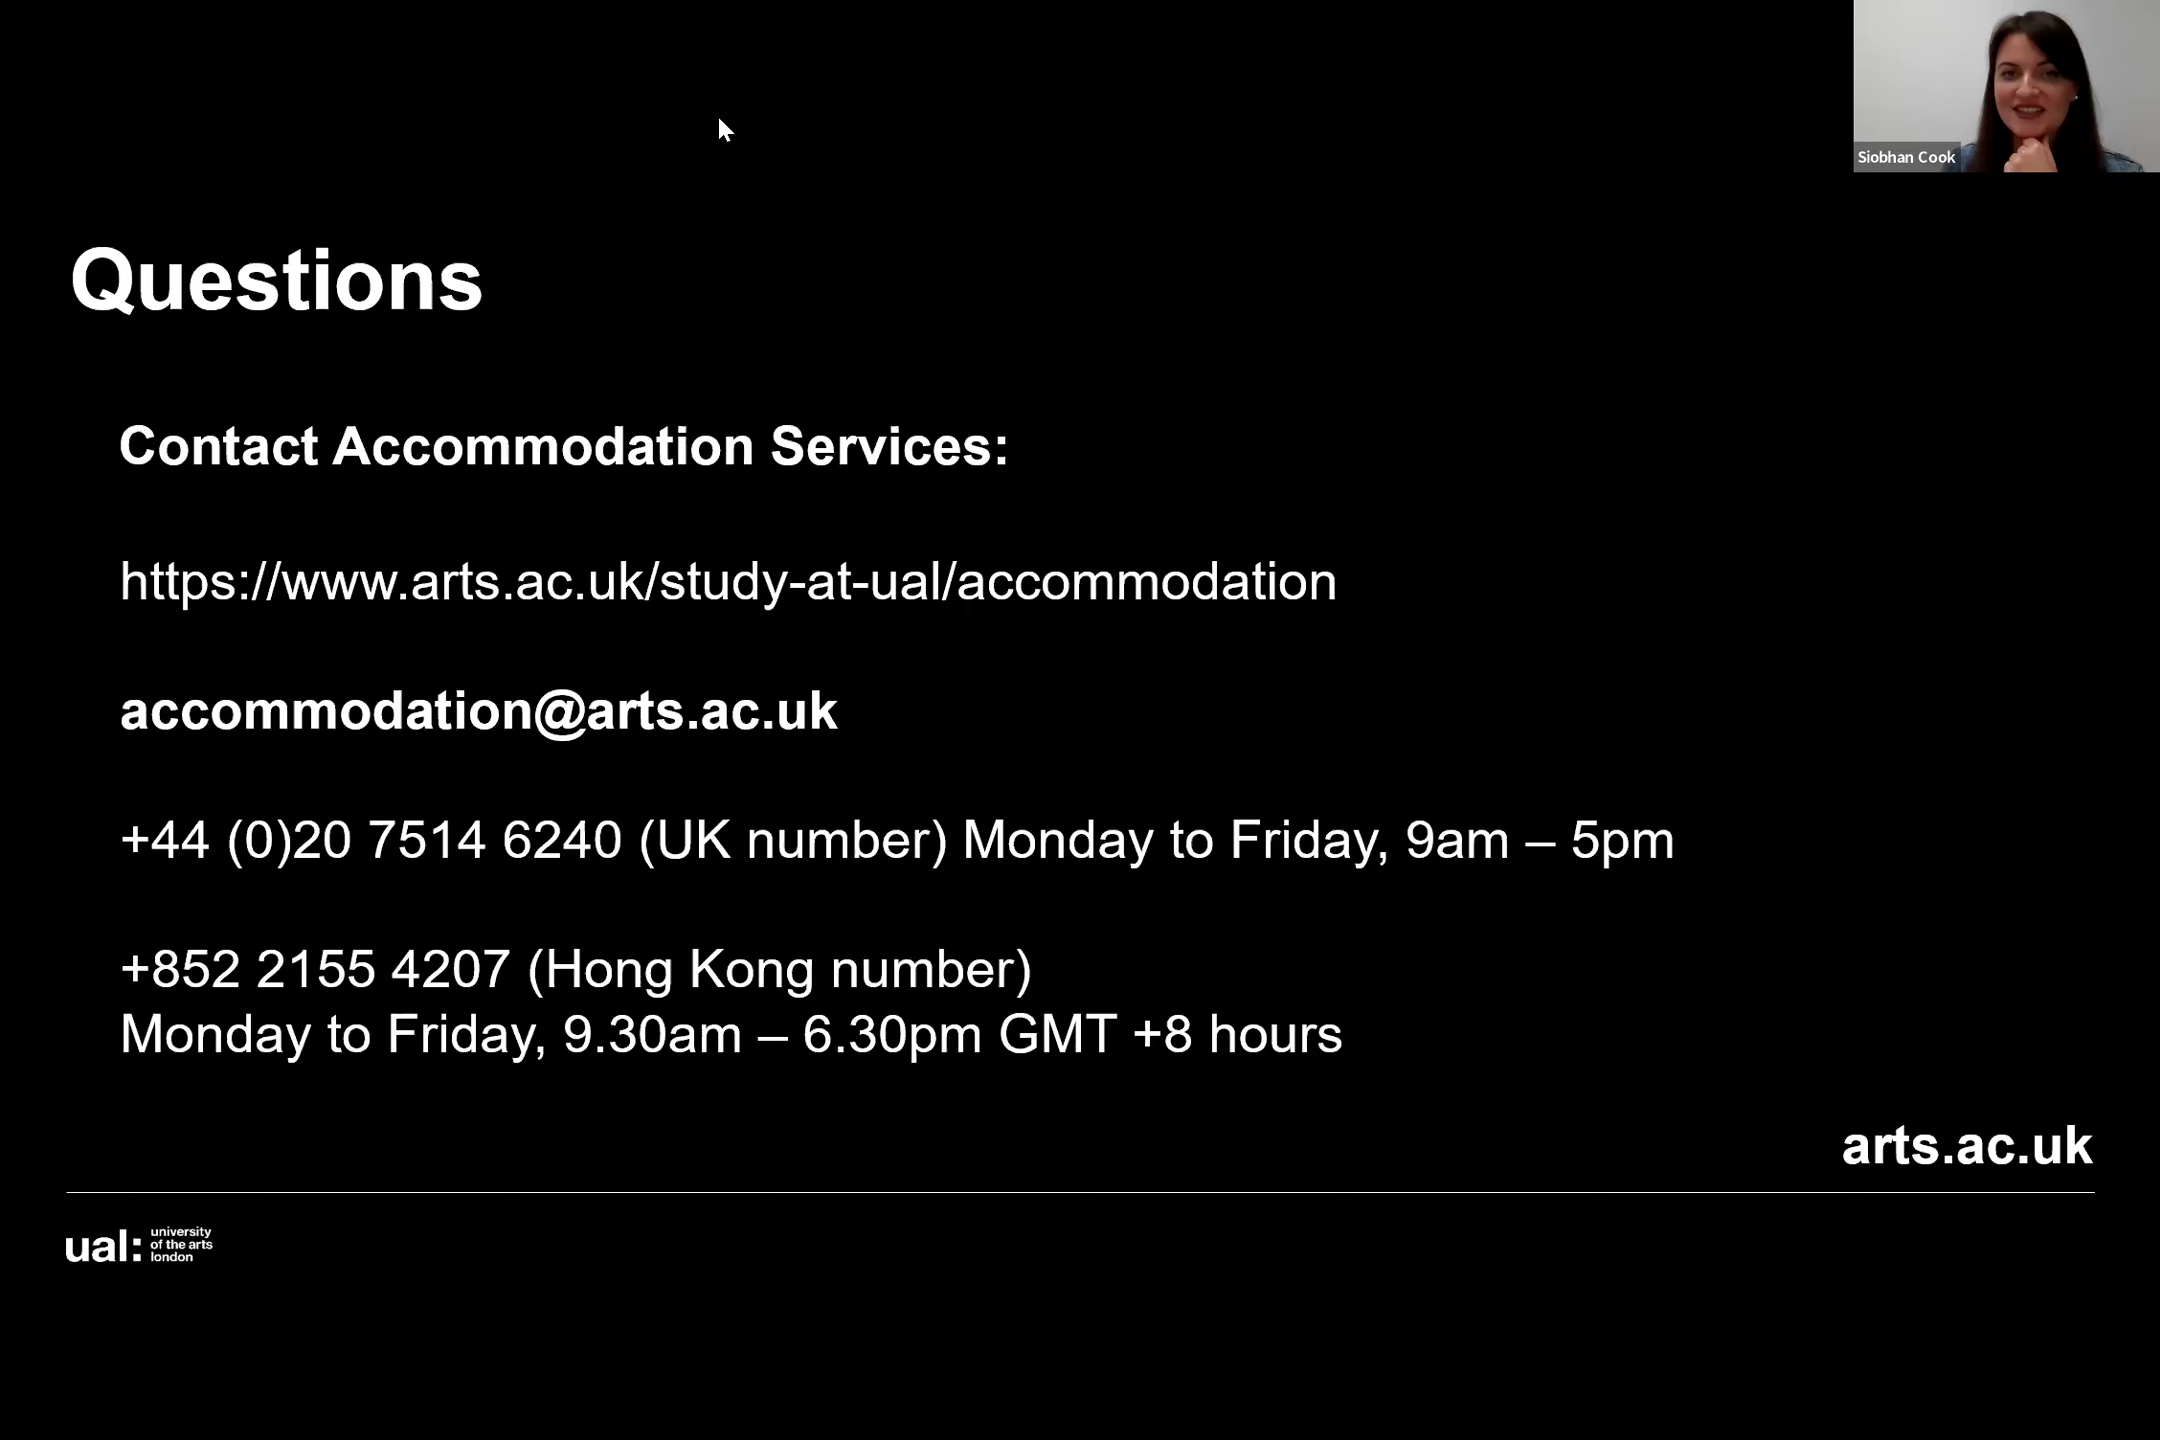 Siobhan Cook
Questions
Contact Accommodation Services:
https://www.arts.ac.uk/study-at-ual/accommodation
accommodation@arts.ac.uk
+44 (0)20 7514 6240 (UK number) Monday to Friday, 9am – 5pm
+852 2155 4207 (Hong Kong number)
Monday to Friday, 9.30am – 6.30pm GMT +8 hours
arts.ac.uk
ual:
university
of the arts
london